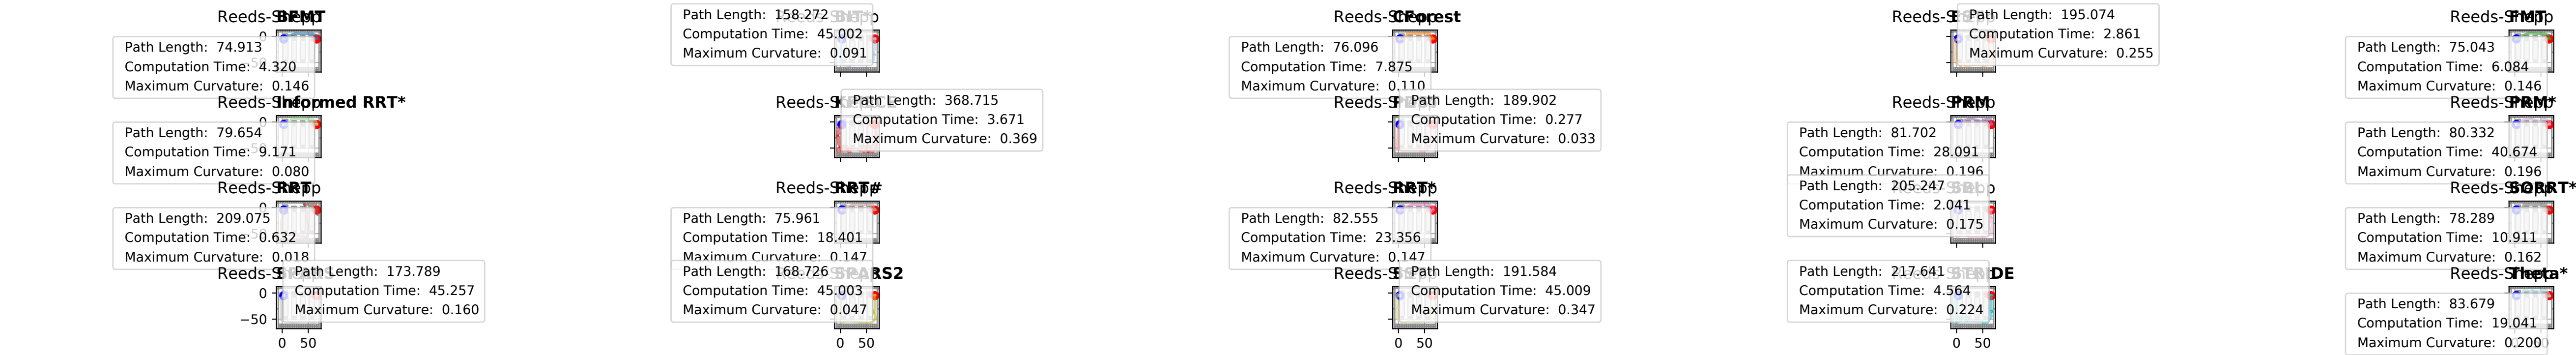 Reeds-Shepp
BFMT
Path Length: 74.913
Computation Time: 4.320
Maximum Curvature: 0.146
Path Length: 158.272
Computation Time: 45.002
Maximum Curvature: 0.091
Reeds-Shepp
CForest
Path Length: 76.096
Computation Time: 7.875
Maximum Curvature: 0.110
Reeds-S
Path Length: 195.074
Computation Time: 2.861
Maximum Curvature: 0.255
Reeds-Shepp
FMT
Path Length: 75.043
Computation Time: 6.084
Maximum Curvature: 0.146
Reeds-Shepp
Informed RRT*
0
Path Length: 79.654
Computation Time: 9.171
Maximum Curvature: 0.080
Reeds-S
Path Length: 368.715
Computation Time: 3.671
Maximum Curvature: 0.369
Reeds-S
Path Length: 189.902
Computation Time: 0.277
Maximum Curvature: 0.033
Reeds-Shepp
PRM
Path Length: 81.702
Computation Time: 28.091
Maximum Curvature: 0.196
Reeds-Shepp
PRM*
Path Length: 80.332
Computation Time: 40.674
Maximum Curvature: 0.196
Reeds-Shepp
RRT
0
Path Length: 209.075
Computation Time: 0.632
Maximum Curvature: 0.018
Reeds-Shepp
RRT#
Path Length: 75.961
Computation Time: 18.401
Maximum Curvature: 0.147
Reeds-Shepp
RRT*
Path Length: 82.555
Computation Time: 23.356
Maximum Curvature: 0.147
Path Length: 205.247
Computation Time: 2.041
Maximum Curvature: 0.175
Reeds-Shepp
SORRT*
Path Length: 78.289
Computation Time: 10.911
Maximum Curvature: 0.162
Reeds-S
Path Length: 173.789
Computation Time: 45.257
Maximum Curvature: 0.160
0
−50
0 50
SPARS2
Path Length: 168.726
Computation Time: 45.003
Maximum Curvature: 0.047
0 50
Reeds-S
Path Length: 191.584
Computation Time: 45.009
Maximum Curvature: 0.347
0 50
STRIDE
Path Length: 217.641
Computation Time: 4.564
Maximum Curvature: 0.224
0 50
Reeds-Shepp
Theta*
Path Length: 83.679
Computation Time: 19.041
Maximum Curvature: 0.200